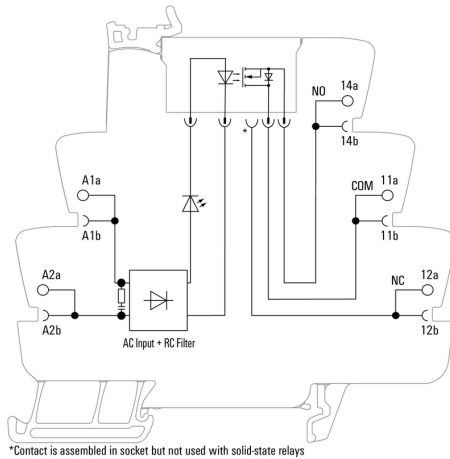 NO
14a
*
14b
COM
11a
A1a
11b
A1b
A2a
NC
12a
A2b
12b
AC Input + RC Filter
*Contact is assembled in socket but not used with solid-state relays